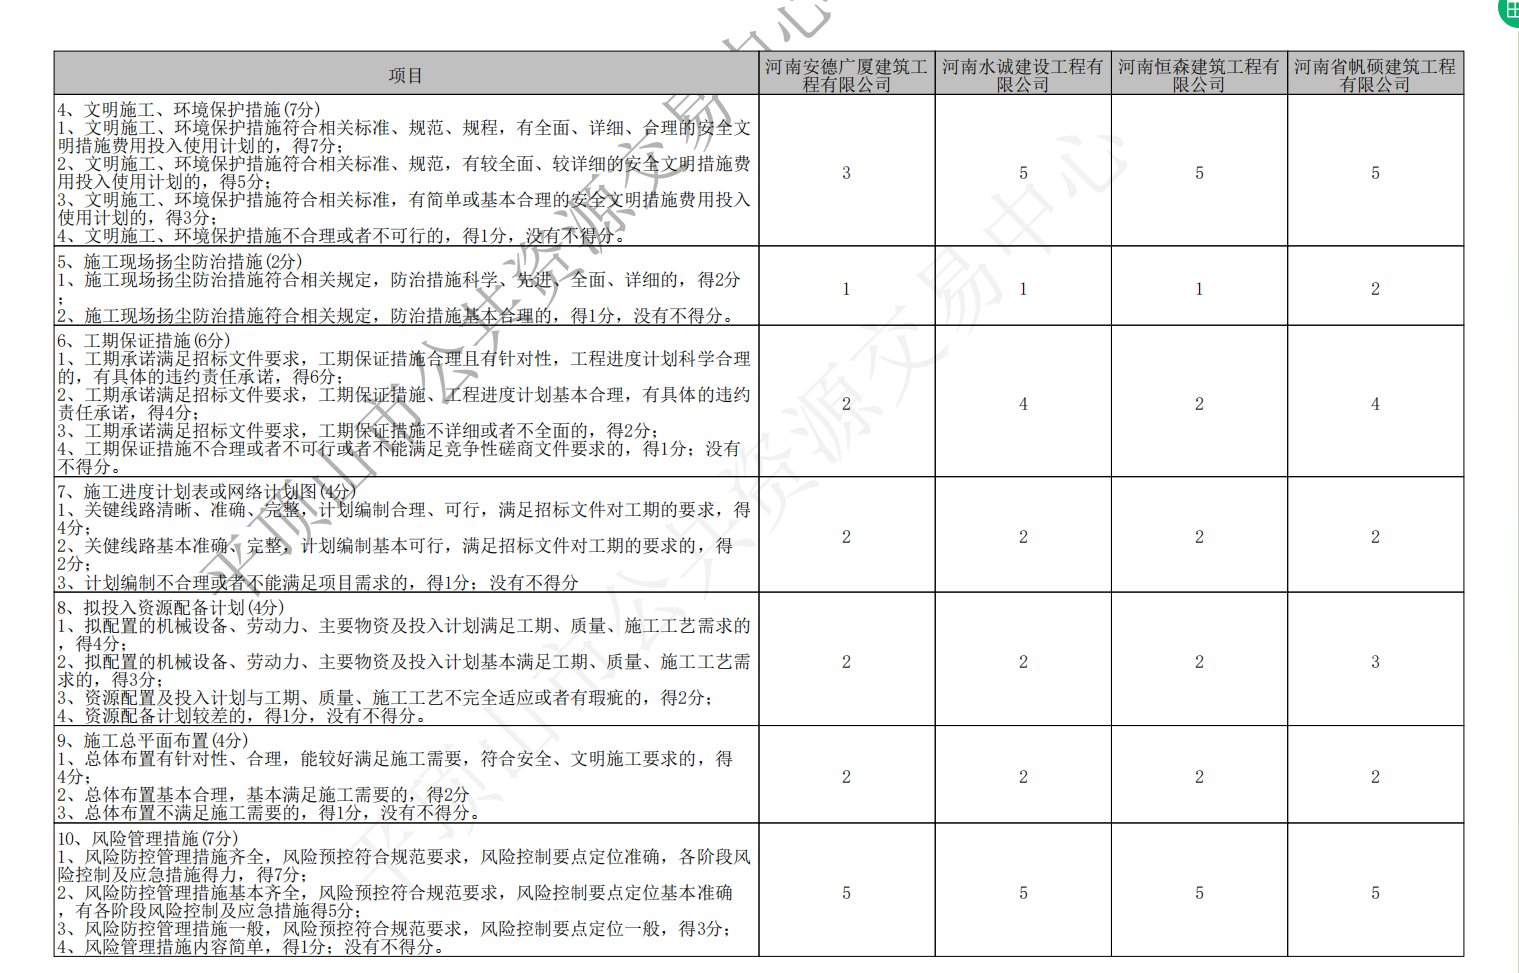 项目
河南安德广厦建筑工
程有限公司
河南水诚建设工程有
限公司
河南恒森建筑工程有
限公司
河南省帆硕建筑工程
有限公司
4、文明施工、环境保护措施(7分)
1、文明施工、环境保护措施符合相关标准、规范、规程，有全面、详细、合理的安全文
明措施费用投入使用计划的，得7分；
2、文明施工、环境保护措施符合相关标准、规范，有较全面、较详细的安全文明措施费
用投入使用计划的，得5分；
3、文明施工、环境保护措施符合相关标准，有简单或基本合理的安全文明措施费用投入
使用计划的，得3分；
4、文明施工、环境保护措施不合理或者不可行的，得1分，没有不得分。
3
5
5
5
5、施工现场扬尘防治措施(2分)
1、施工现场扬尘防治措施符合相关规定，防治措施科学、先进、全面、详细的，得2分
；
2、施工现场扬尘防治措施符合相关规定，防治措施基本合理的，得1分，没有不得分。
1
1
1
2
6、工期保证措施(6分)
1、工期承诺满足招标文件要求，工期保证措施合理且有针对性，工程进度计划科学合理
的，有具体的违约责任承诺，得6分；
2、工期承诺满足招标文件要求，工期保证措施、工程进度计划基本合理，有具体的违约
责任承诺，得4分；
3、工期承诺满足招标文件要求，工期保证措施不详细或者不全面的，得2分；
4、工期保证措施不合理或者不可行或者不能满足竞争性磋商文件要求的，得1分；没有
不得分。
2
4
2
4
7、施工进度计划表或网络计划图(4分)
1、关键线路清晰、准确、完整，计划编制合理、可行，满足招标文件对工期的要求，得
4分；
2、关健线路基本准确、完整，计划编制基本可行，满足招标文件对工期的要求的，得
2分；
3、计划编制不合理或者不能满足项目需求的，得1分；没有不得分
2
2
2
2
8、拟投入资源配备计划(4分)
1、拟配置的机械设备、劳动力、主要物资及投入计划满足工期、质量、施工工艺需求的
，得4分；
2、拟配置的机械设备、劳动力、主要物资及投入计划基本满足工期、质量、施工工艺需
求的，得3分；
3、资源配置及投入计划与工期、质量、施工工艺不完全适应或者有瑕疵的，得2分；
4、资源配备计划较差的，得1分，没有不得分。
2
2
2
3
9、施工总平面布置(4分)
1、总体布置有针对性、合理，能较好满足施工需要，符合安全、文明施工要求的，得
4分；
2、总体布置基本合理，基本满足施工需要的，得2分
3、总体布置不满足施工需要的，得1分，没有不得分。
2
2
2
2
10、风险管理措施(7分)
1、风险防控管理措施齐全，风险预控符合规范要求，风险控制要点定位准确，各阶段风
险控制及应急措施得力，得7分；
2、风险防控管理措施基本齐全，风险预控符合规范要求，风险控制要点定位基本准确
，有各阶段风险控制及应急措施得5分；
3、风险防控管理措施一般，风险预控符合规范要求，风险控制要点定位一般，得3分；
4、风险管理措施内容简单，得1分；没有不得分。
5
5
5
5
平顶山市公共资源交易中心
平顶山市公共资源交易中心